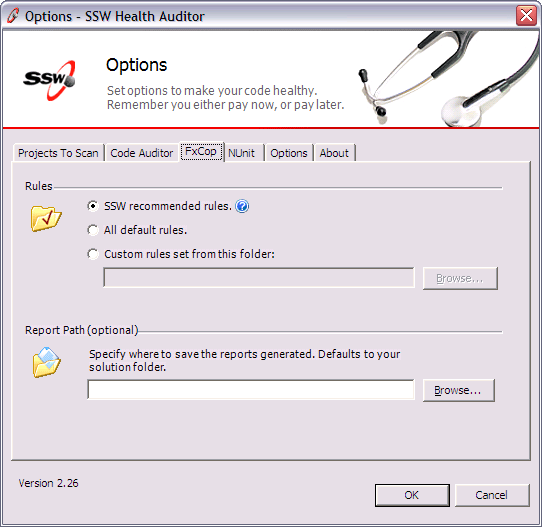 Options - SSW Health Auditor
SSW
Options
Set options to make your code healthy.
Remember you either pay now, or pay later.
Projects To Scan Code Auditor FxCop NUnit Options About
Rules
SSW recommended rules. ?
All default rules.
Custom rules set from this folder:
Browse...
Report Path (optional)
Specify where to save the reports generated. Defaults to your
solution folder.
Browse...
Version 2.26
OK Cancel